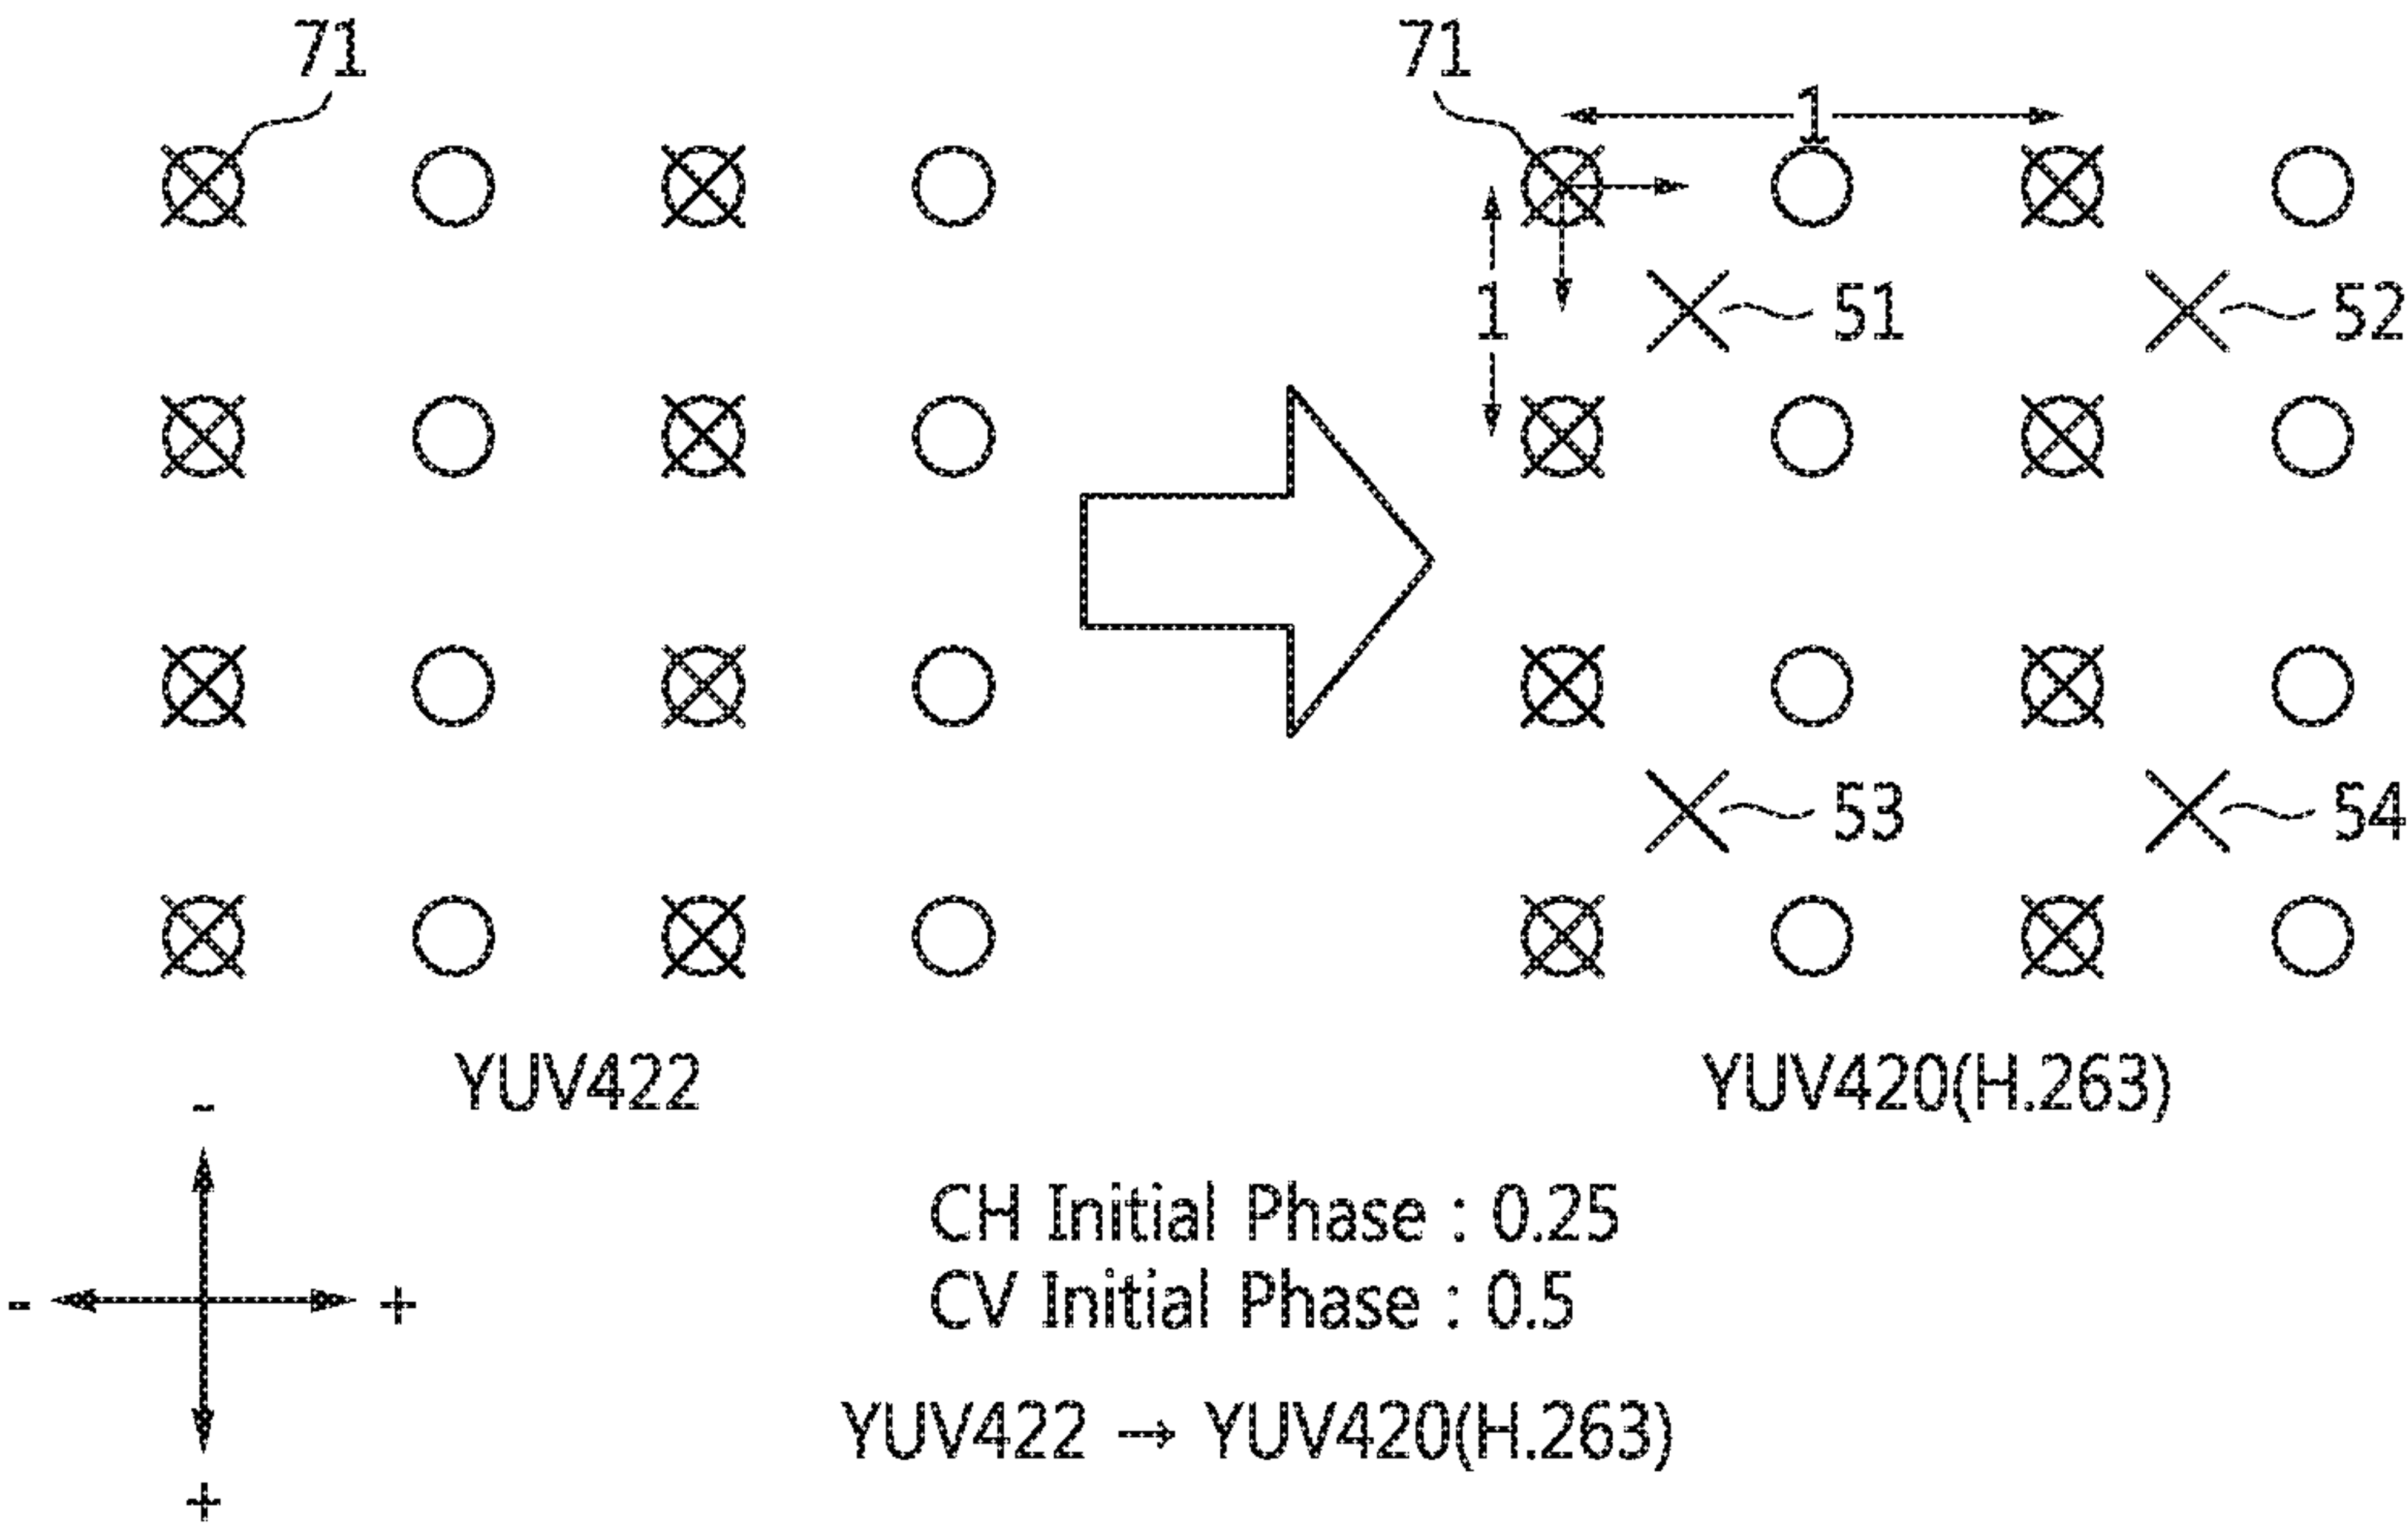 71
71
1
1
51
52
53
54
YUV422
YUV420(H.263)
-
- +
+
CH Initial Phase : 0.25
CV Initial Phase : 0.5
YUV422 → YUV420(H.263)